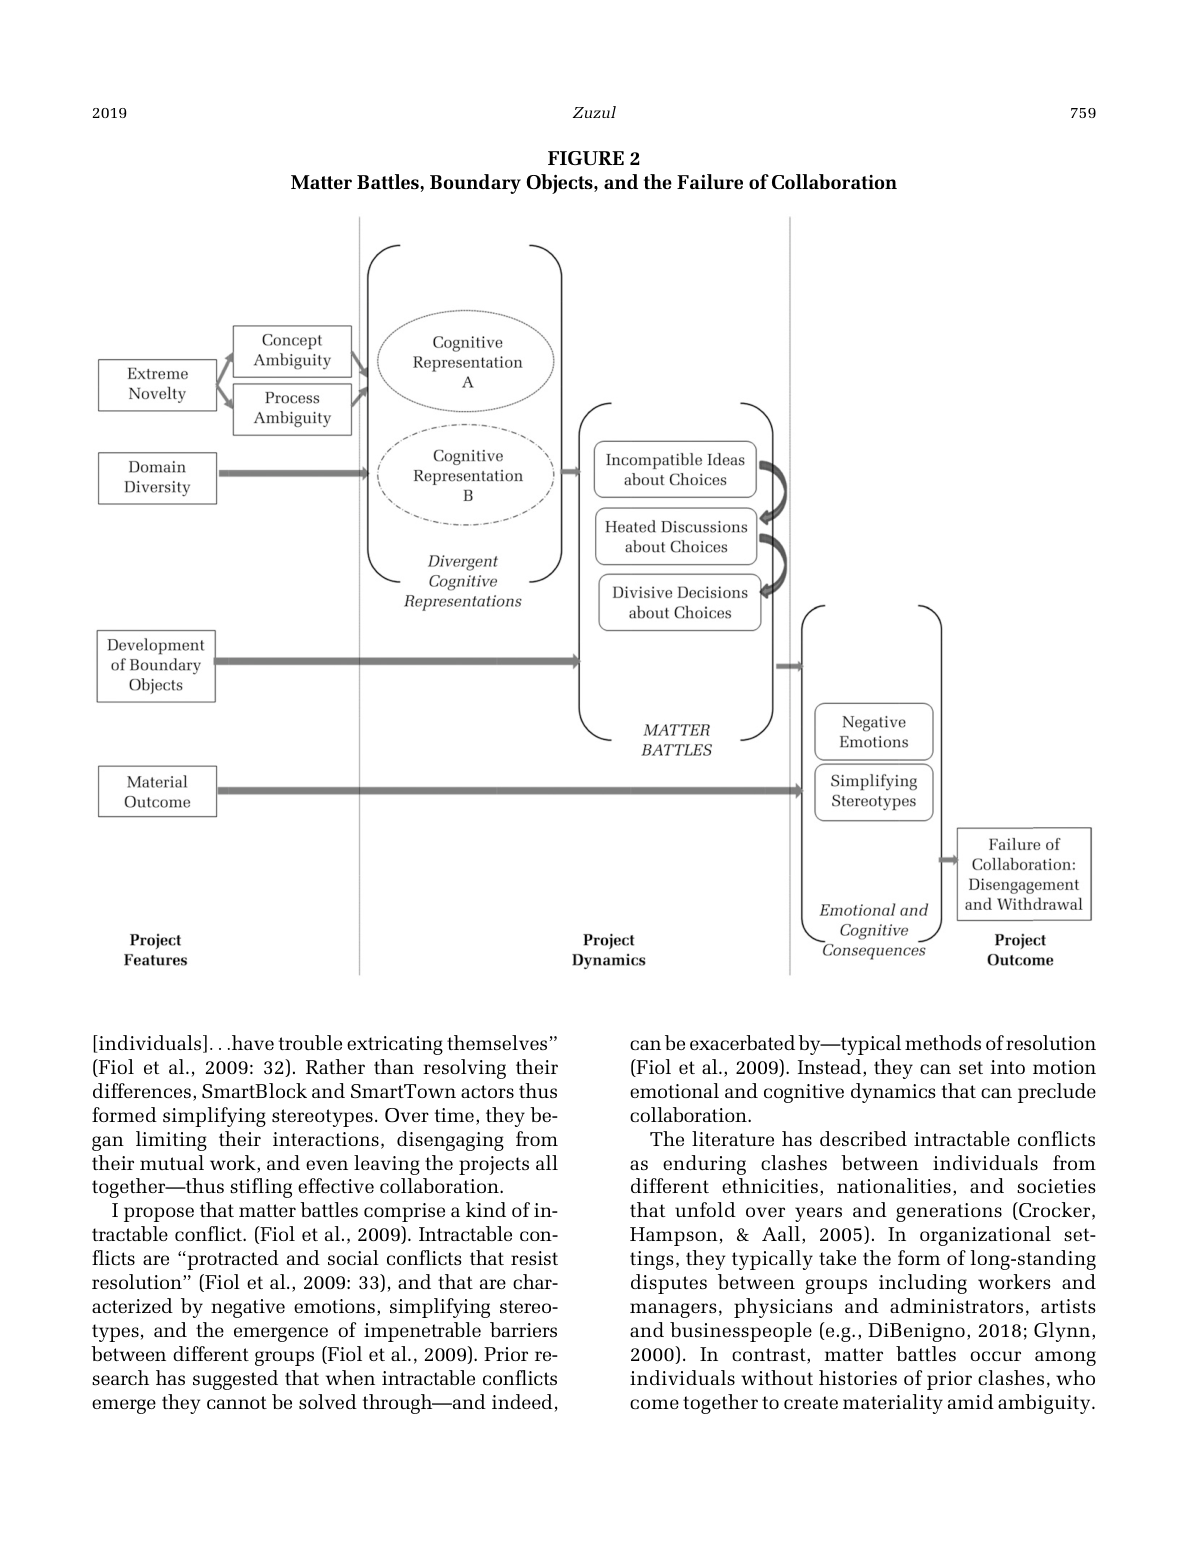 2019
Zuzul
759
FIGURE 2
Matter Battles, Boundary Objects, and the Failure of Collaboration
Extreme
Novelty
Concept
Ambiguity
Process
Ambiguity
Domain
Diversity
Development
of Boundary
Objects
Material
Outcome
Project
Features
Cognitive
Representation
A
Cognitive
Representation
B
Divergent
Cognitive
Representations
Incompatible Ideas
about Choices
Heated Discussions
about Choices
Divisive Decisions
about Choices
MATTER
BATTLES
Project
Dynamics
Negative
Emotions
Simplifying
Stereotypes
Emotional and
Cognitive
Consequences
Failure of
Collaboration:
Disengagement
and Withdrawal
Project
Outcome
[individuals]. . .have trouble extricating themselves”
(Fiol et al., 2009: 32). Rather than resolving their
differences, SmartBlock and SmartTown actors thus
formed simplifying stereotypes. Over time, they be-
gan limiting their interactions, disengaging from
their mutual work, and even leaving the projects all
together—thus stifling effective collaboration.
I propose that matter battles comprise a kind of in-
tractable conflict. (Fiol et al., 2009). Intractable con-
flicts are “protracted and social conflicts that resist
resolution” (Fiol et al., 2009: 33), and that are char-
acterized by negative emotions, simplifying stereo-
types, and the emergence of impenetrable barriers
between different groups (Fiol et al., 2009). Prior re-
search has suggested that when intractable conflicts
emerge they cannot be solved through—and indeed,
can be exacerbated by—typical methods of resolution
(Fiol et al., 2009). Instead, they can set into motion
emotional and cognitive dynamics that can preclude
collaboration.
The literature has described intractable conflicts
as enduring clashes between individuals from
different ethnicities, nationalities, and societies
that unfold over years and generations (Crocker,
Hampson, & Aall, 2005). In organizational set-
tings, they typically take the form of long-standing
disputes between groups including workers and
managers, physicians and administrators, artists
and businesspeople (e.g., DiBenigno, 2018; Glynn,
2000). In contrast, matter battles occur among
individuals without histories of prior clashes, who
come together to create materiality amid ambiguity.